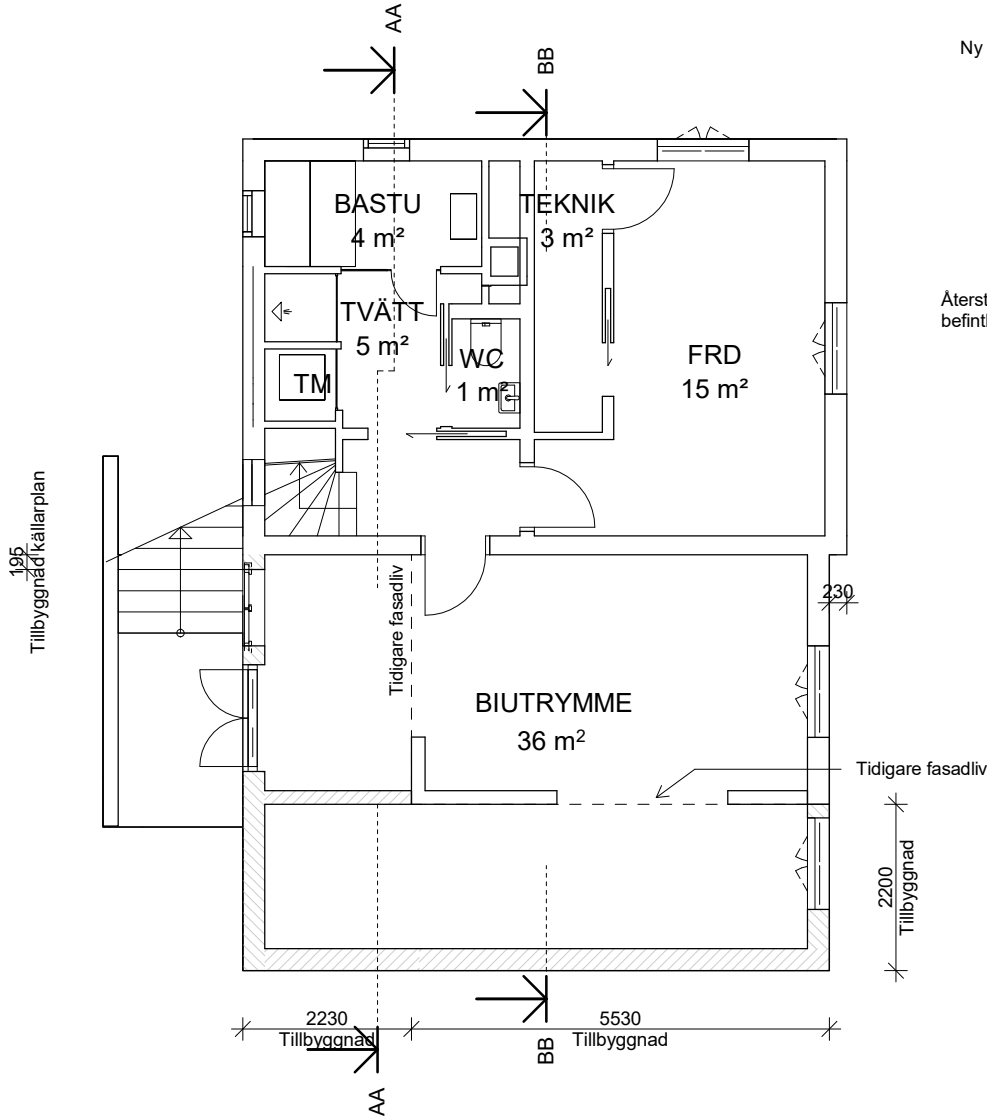 AA
BB
Ny
BASTU
4 m²
TEKNIK
3 m²
TVÄTT
5 m²
WC
1 m²
TM
FRD
15 m²
Återst
befintl
195
Tillbyggnad källarplan
Tidigare fasadliv
230
BIUTRYMME
36 m²
Tidigare fasadliv
2200
Tillbyggnad
2230
Tillbyggnad
5530
Tillbyggnad
BB
AA